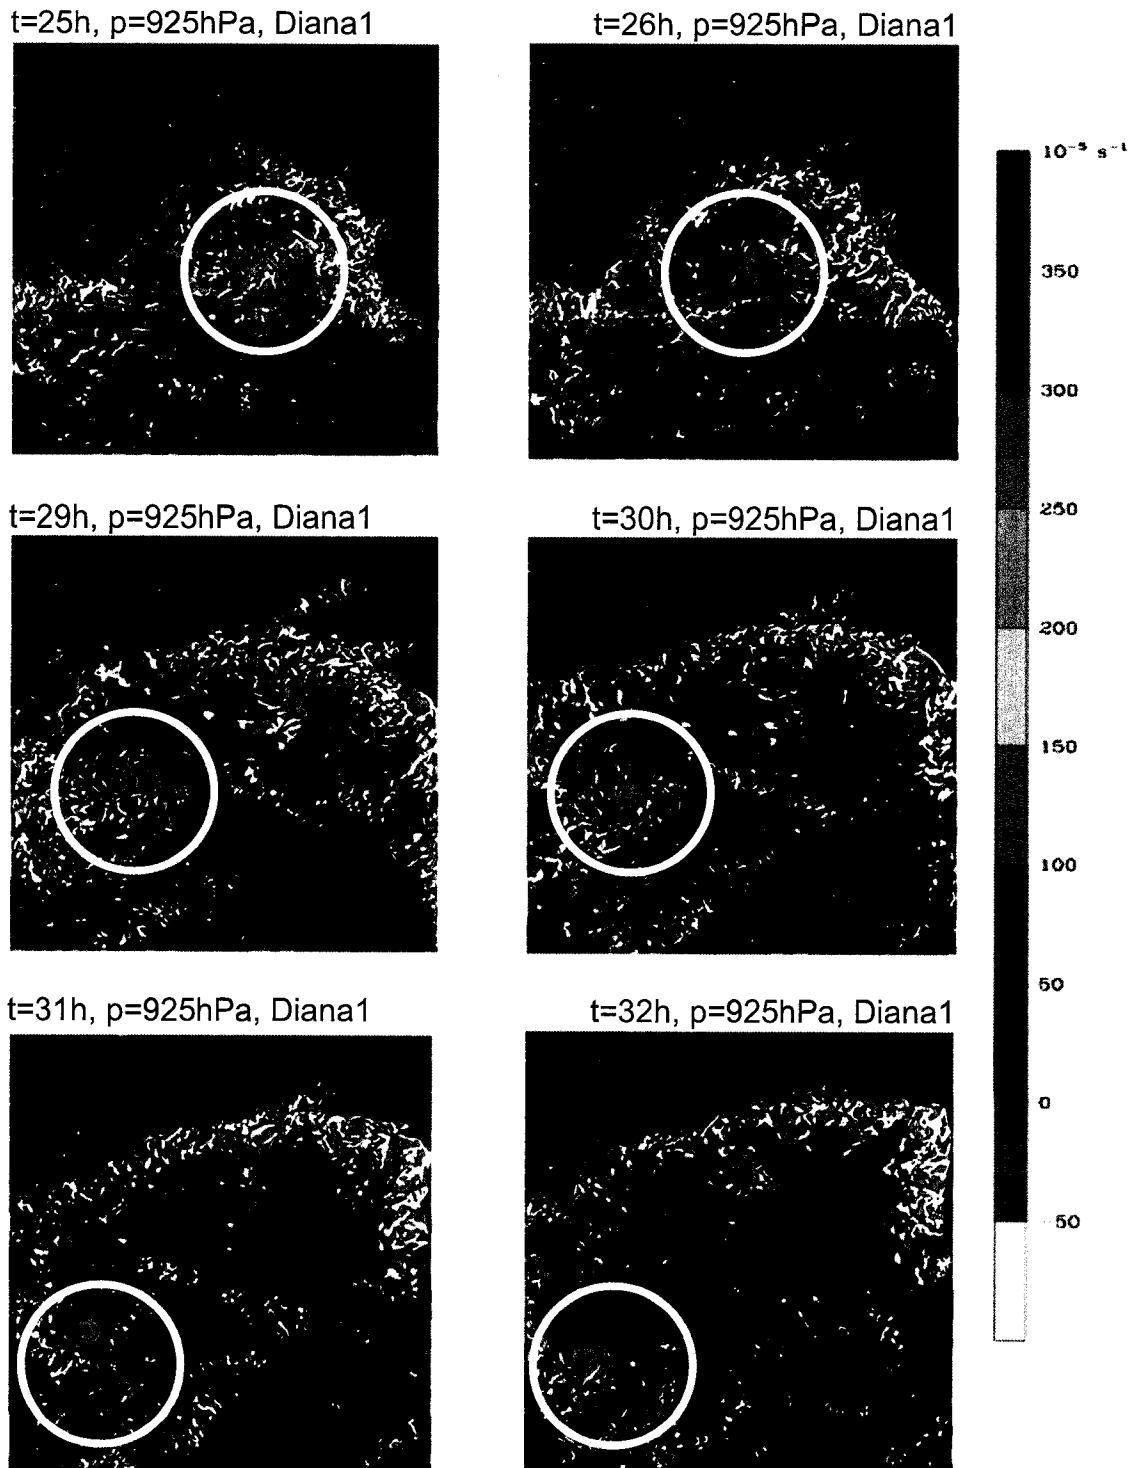 t=25h, p=925hPa, Diana1
t=26h, p=925hPa, Diana1
10⁻⁵ s⁻¹
350
300
250
200
150
100
50
0
-50
t=29h, p=925hPa, Diana1
t=30h, p=925hPa, Diana1
t=31h, p=925hPa, Diana1
t=32h, p=925hPa, Diana1